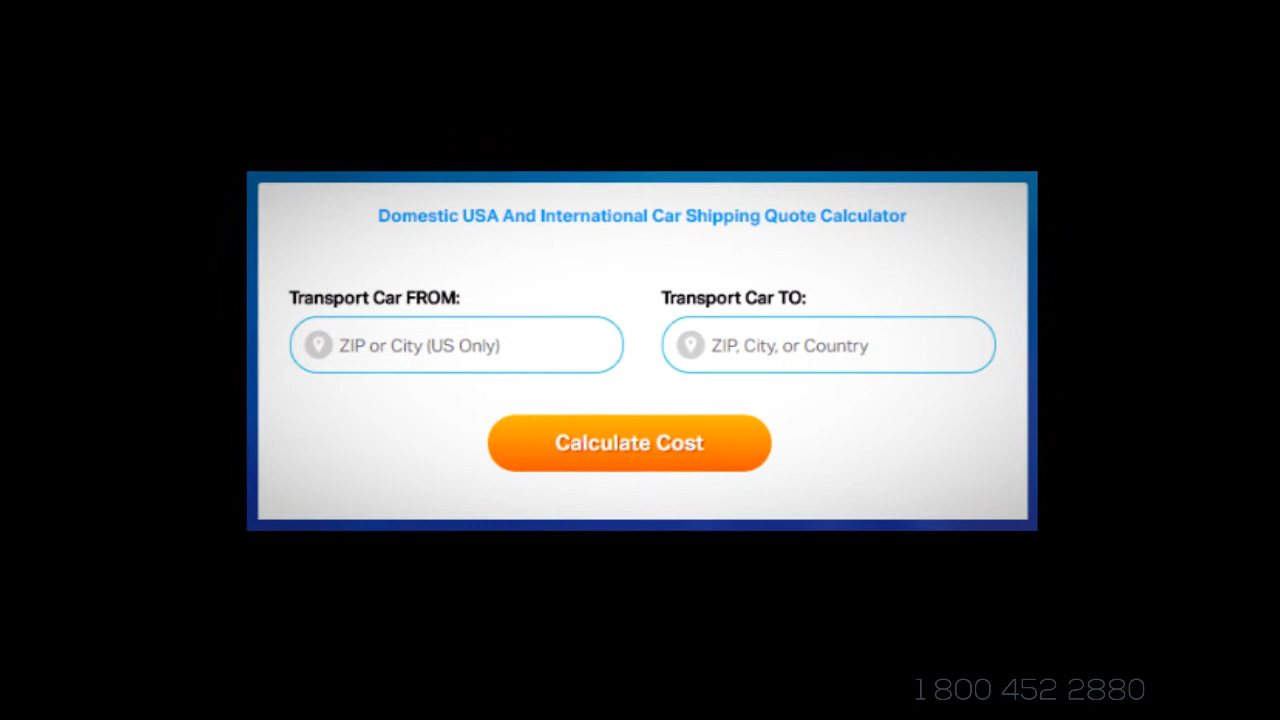 Domestic USA And International Car Shipping Quote Calculator
Transport Car FROM:
Transport Car TO:
ZIP or City (US Only)
ZIP, City, or Country
Calculate Cost
1 800 452 2880